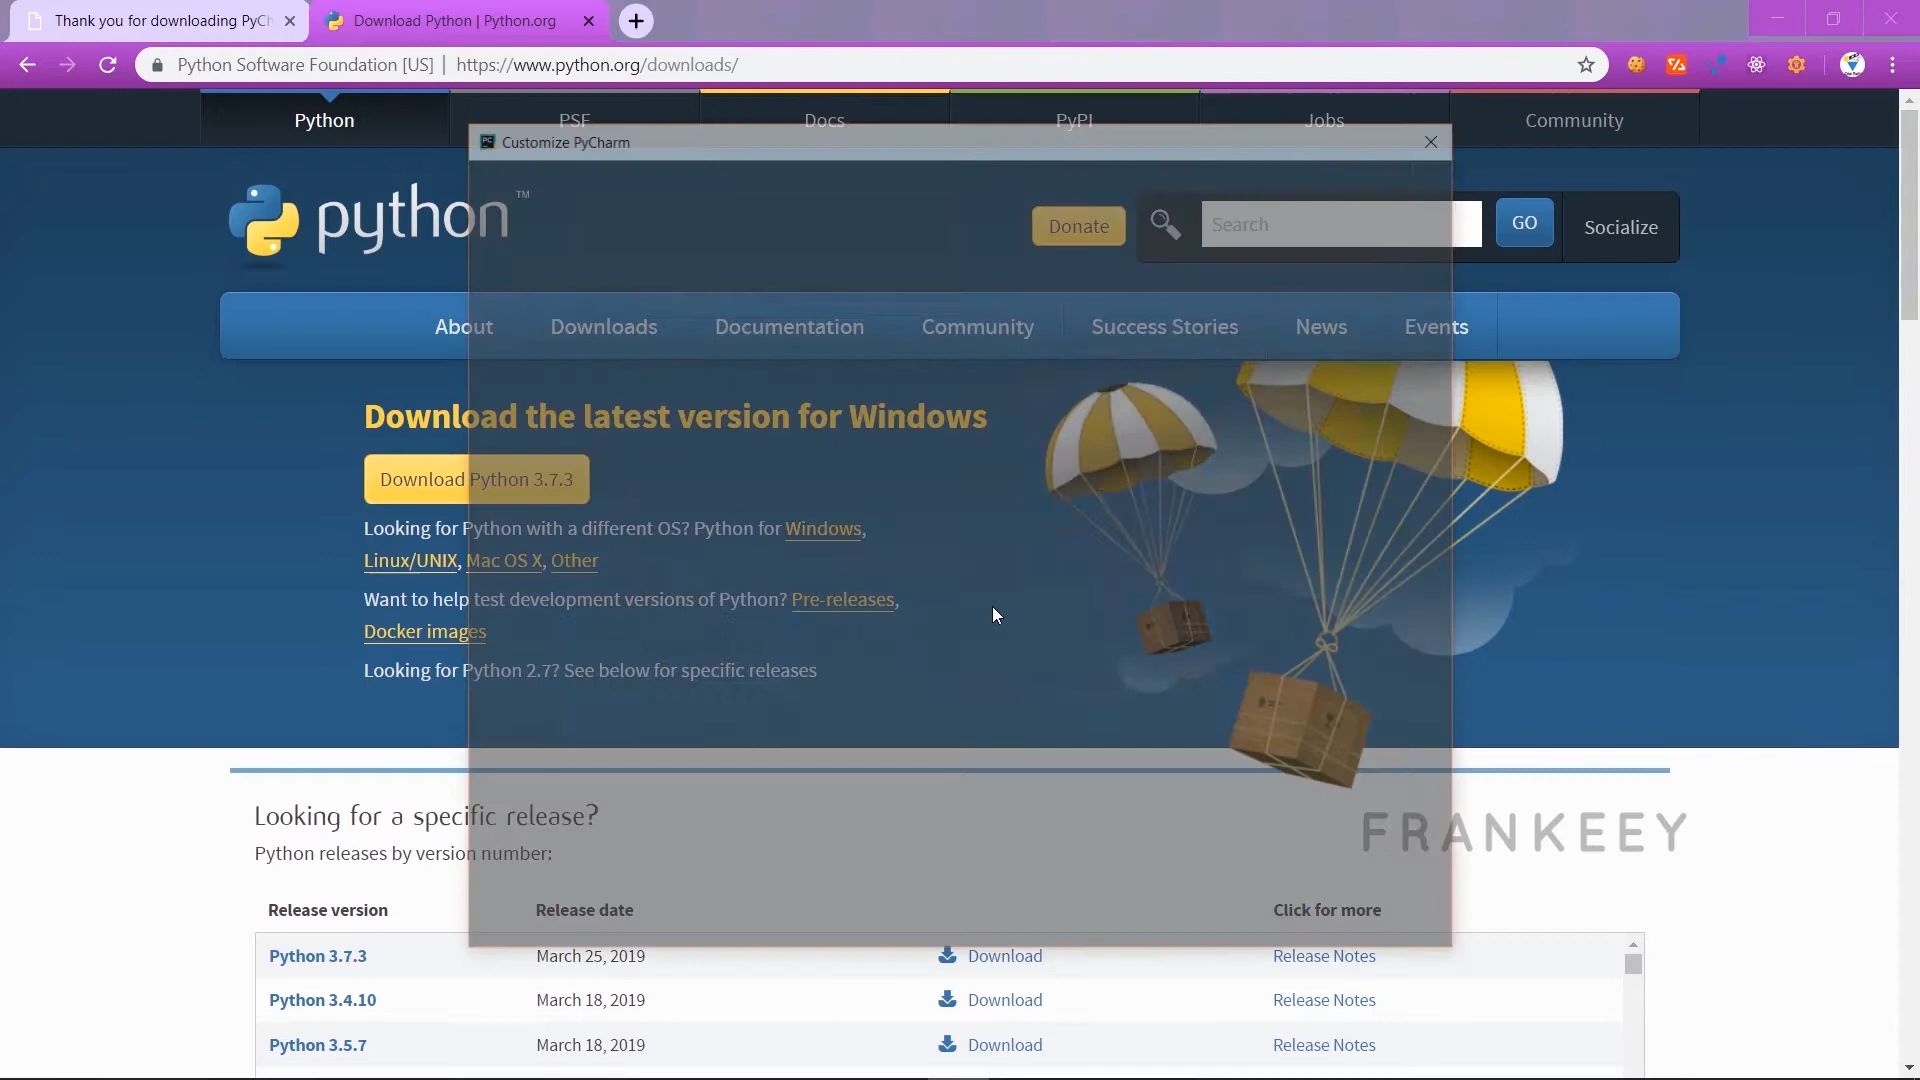 Thank you for downloading PyCh
Download Python | Python.org
Python Software Foundation [US] | https://www.python.org/downloads/
Python
PSF
Docs
PyPI
Jobs
Community
Customize PyCharm
python™
Donate
Search
GO
Socialize
About
Downloads
Documentation
Community
Success Stories
News
Events
Download the latest version for Windows
Download Python 3.7.3
Looking for Python with a different OS? Python for Windows,
Linux/UNIX, Mac OS X, Other
Want to help test development versions of Python? Pre-releases,
Docker images
Looking for Python 2.7? See below for specific releases
Looking for a specific release?
FRANKEEY
Python releases by version number:
Release version Release date Click for more
Python 3.7.3 March 25, 2019 Download Release Notes
Python 3.4.10 March 18, 2019 Download Release Notes
Python 3.5.7 March 18, 2019 Download Release Notes